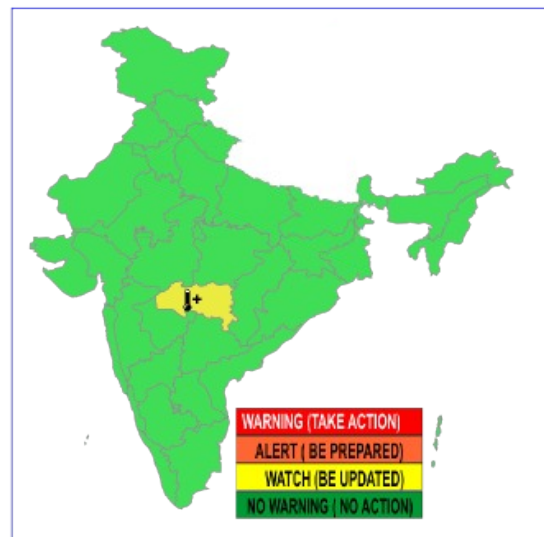 +
WARNING (TAKE ACTION)
ALERT ( BE PREPARED)
WATCH (BE UPDATED)
NO WARNING ( NO ACTION)